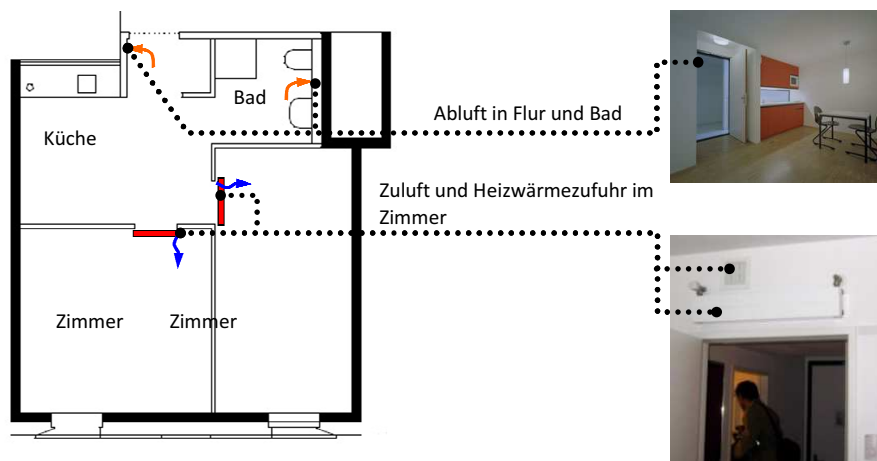 Bad
Abluft in Flur und Bad
Küche
Zuluft und Heizwärmezufuhr im
Zimmer
Zimmer
Zimmer